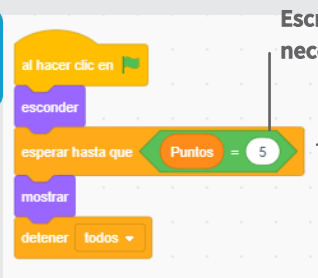 Escr
nece
al hacer clic en
esconder
esperar hasta que Puntos = 5
mostrar
detener todos